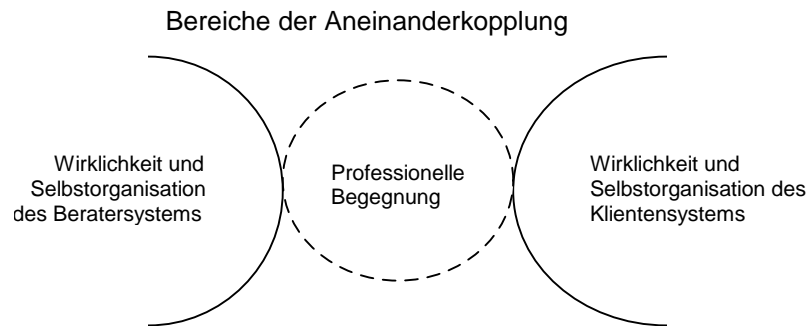 Bereiche der Aneinanderkopplung
Wirklichkeit und
Selbstorganisation
des Beratersystems
Professionelle
Begegnung
Wirklichkeit und
Selbstorganisation des
Klientensystems